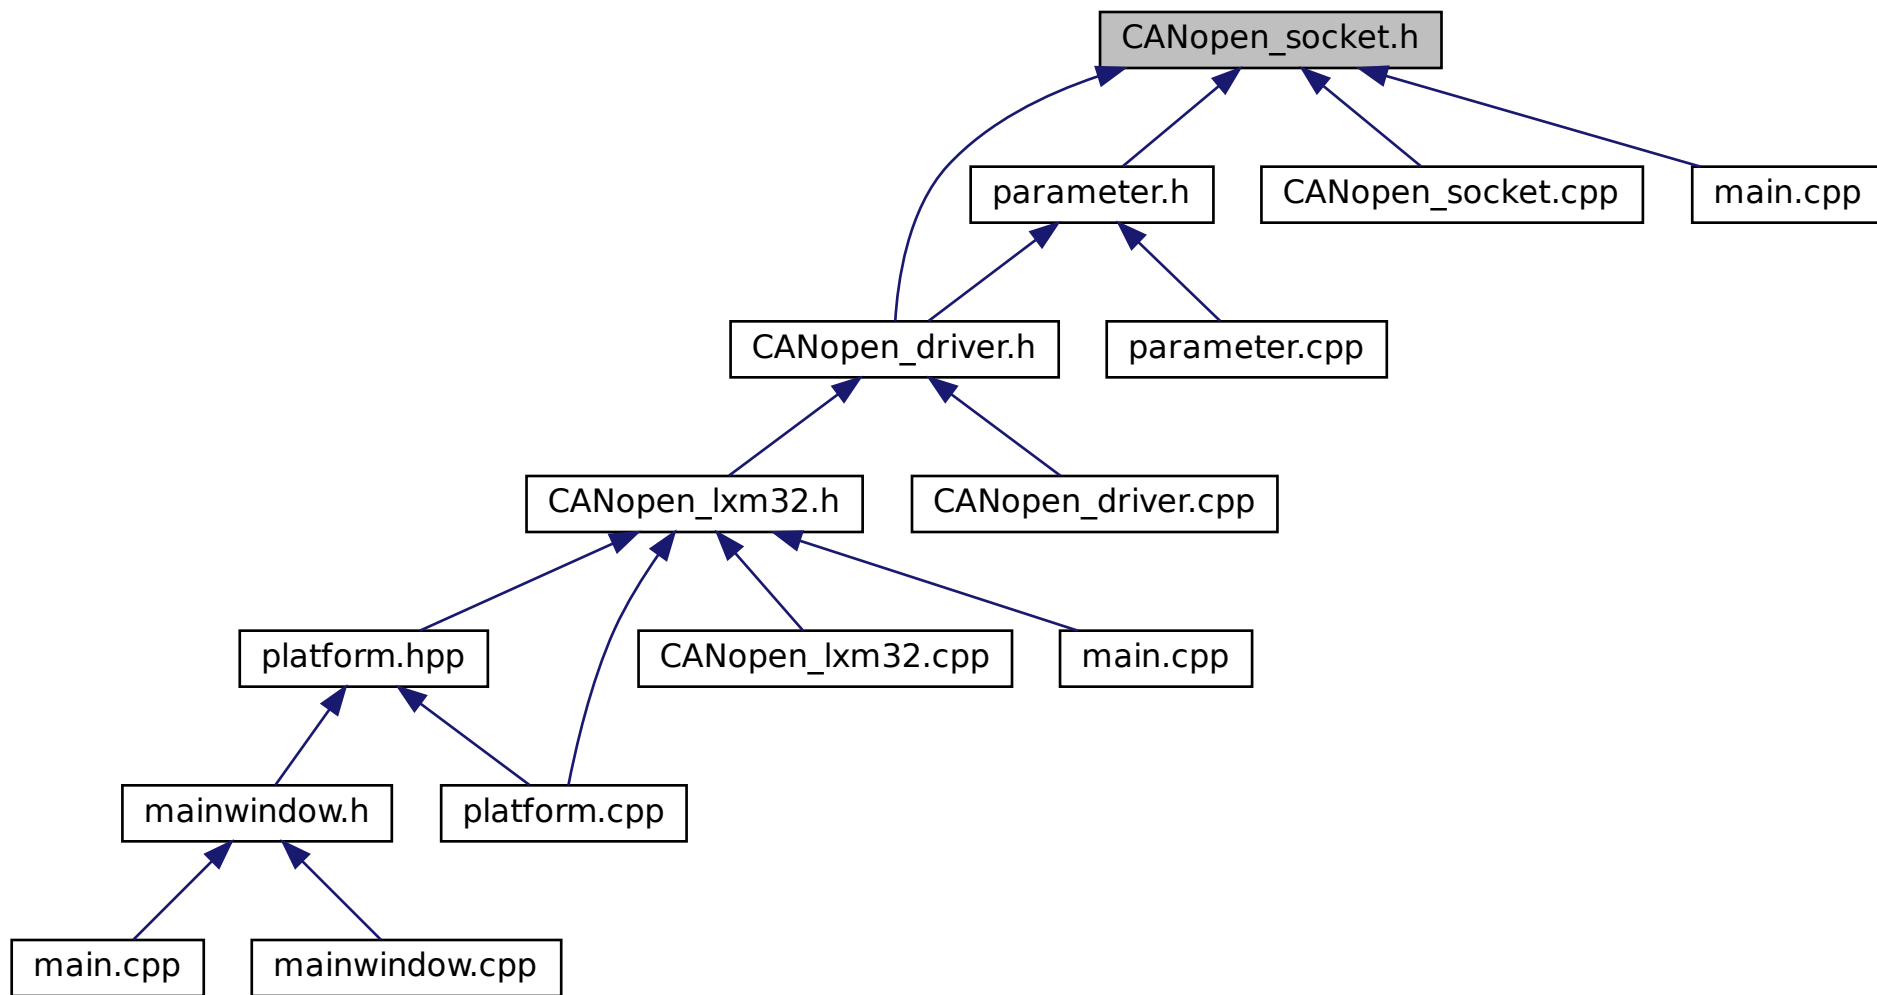 CANopen_socket.h
parameter.h
CANopen_socket.cpp
main.cpp
CANopen_driver.h
parameter.cpp
CANopen_lxm32.h
CANopen_driver.cpp
platform.hpp
CANopen_lxm32.cpp
main.cpp
mainwindow.h
platform.cpp
main.cpp
mainwindow.cpp